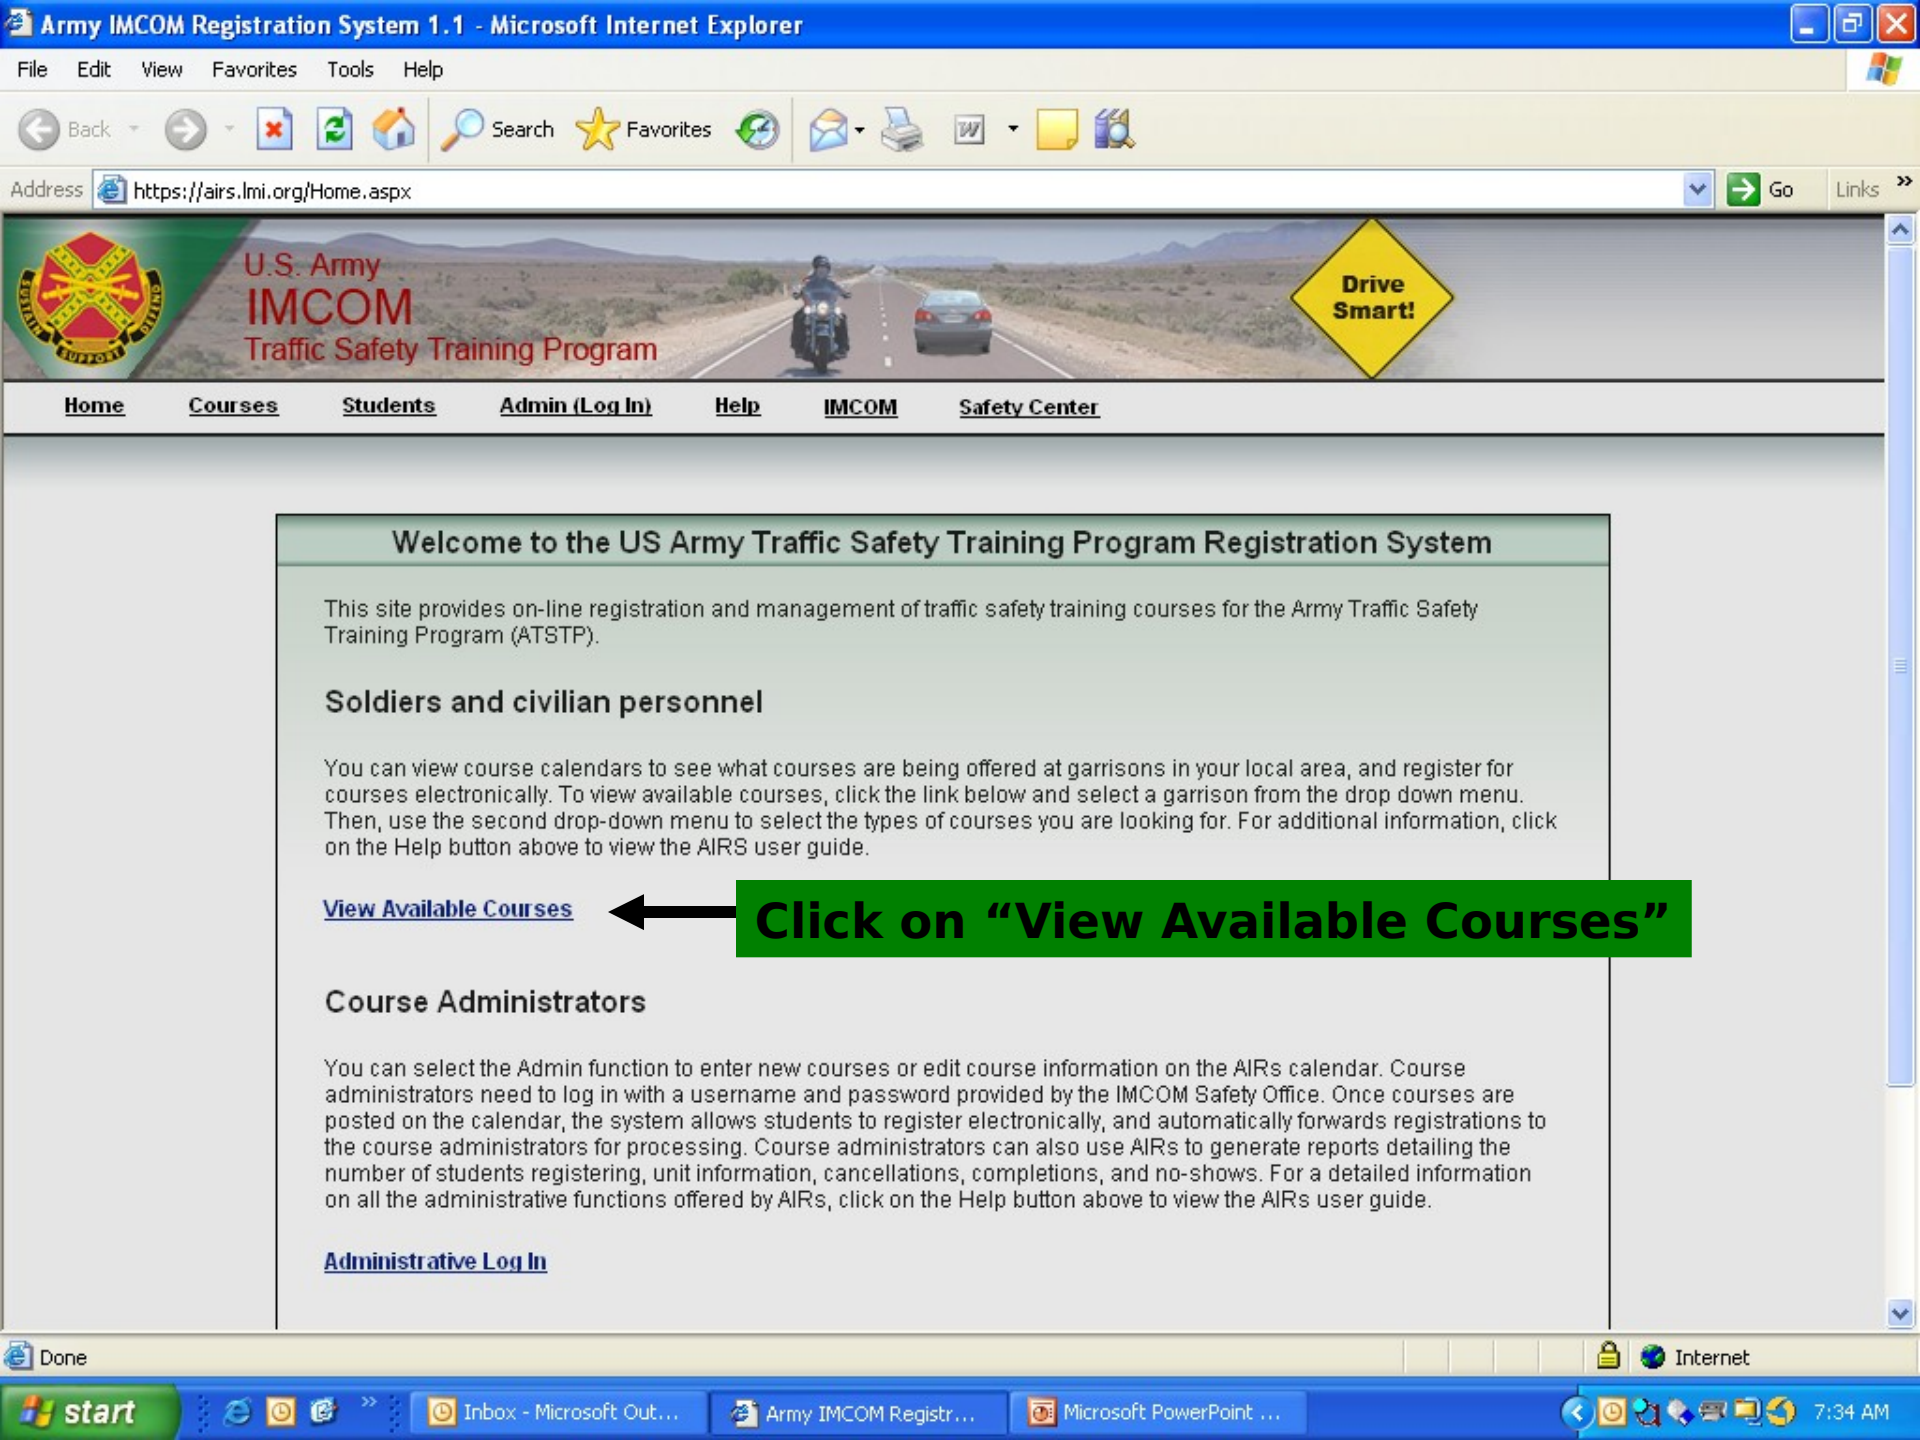 Army IMCOM Registration System 1.1 - Microsoft Internet Explorer
File Edit View Favorites Tools Help
Back Search Favorites
Address https://airs.lmi.org/Home.aspx Go Links »
U.S. Army
IMCOM
Traffic Safety Training Program
SUSTAIN SUPPORT DEFEND
Drive
Smart!
Home Courses Students Admin (Log In) Help IMCOM Safety Center
Welcome to the US Army Traffic Safety Training Program Registration System
This site provides on-line registration and management of traffic safety training courses for the Army Traffic Safety
Training Program (ATSTP).
Soldiers and civilian personnel
You can view course calendars to see what courses are being offered at garrisons in your local area, and register for
courses electronically. To view available courses, click the link below and select a garrison from the drop down menu.
Then, use the second drop-down menu to select the types of courses you are looking for. For additional information, click
on the Help button above to view the AIRS user guide.
View Available Courses
Click on “View Available Courses”
Course Administrators
You can select the Admin function to enter new courses or edit course information on the AIRs calendar. Course
administrators need to log in with a username and password provided by the IMCOM Safety Office. Once courses are
posted on the calendar, the system allows students to register electronically, and automatically forwards registrations to
the course administrators for processing. Course administrators can also use AIRs to generate reports detailing the
number of students registering, unit information, cancellations, completions, and no-shows. For a detailed information
on all the administrative functions offered by AIRs, click on the Help button above to view the AIRs user guide.
Administrative Log In
Done Internet
start » Inbox - Microsoft Out... Army IMCOM Registr... Microsoft PowerPoint ... 7:34 AM